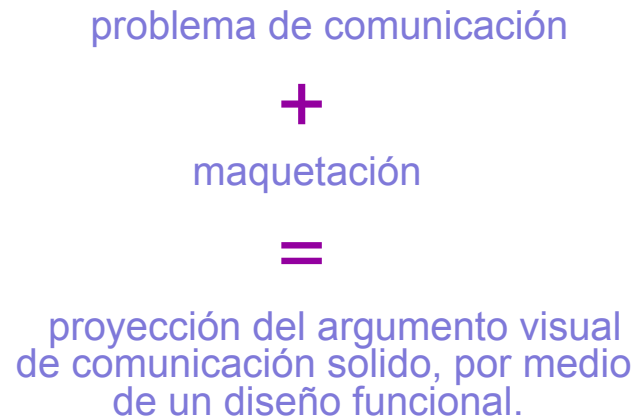 problema de comunicación
+
maquetación
=
proyección del argumento visual
de comunicación solido, por medio
de un diseño funcional.